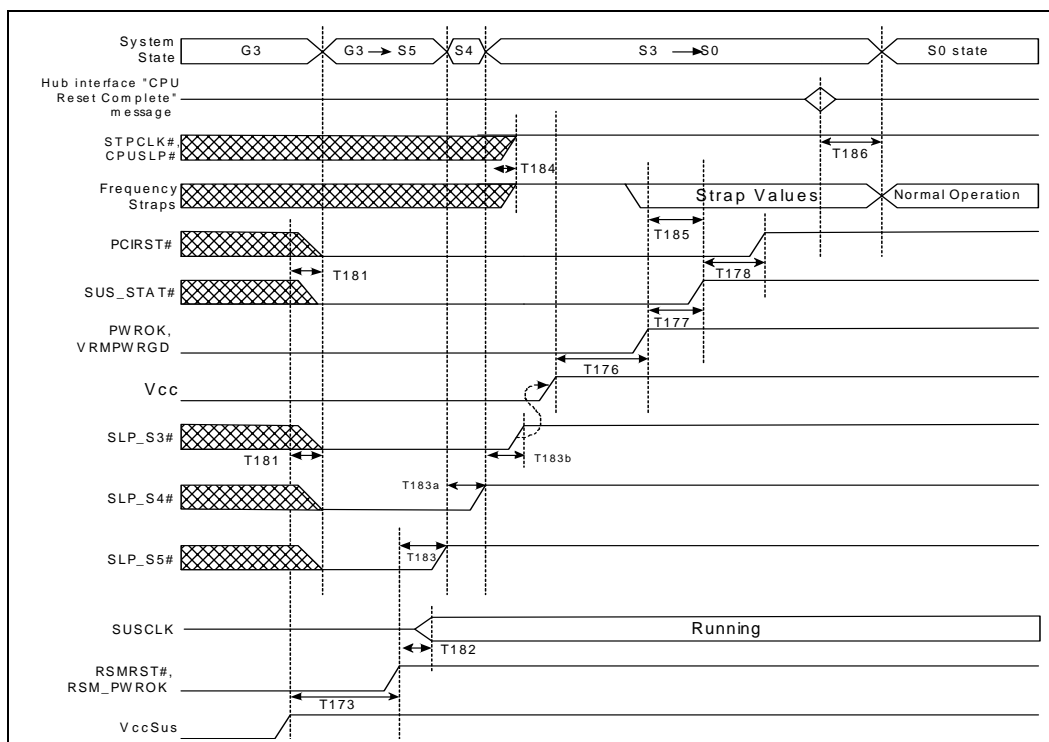 System
State
G3
G3 → S5
S4
S3 → S0
S0 state
Hub interface "CPU
Reset Complete"
message
STPCLK#,
CPUSLP#
T184
T186
Frequency
Straps
Strap Values
Normal Operation
T185
PCIRST#
T181
T178
SUS_STAT#
T177
PWROK,
VRMPWRGD
T176
Vcc
SLP_S3#
T181
T183b
SLP_S4#
T183a
SLP_S5#
T183
SUSCLK
Running
T182
RSMRST#,
RSM_PWROK
T173
VccSus